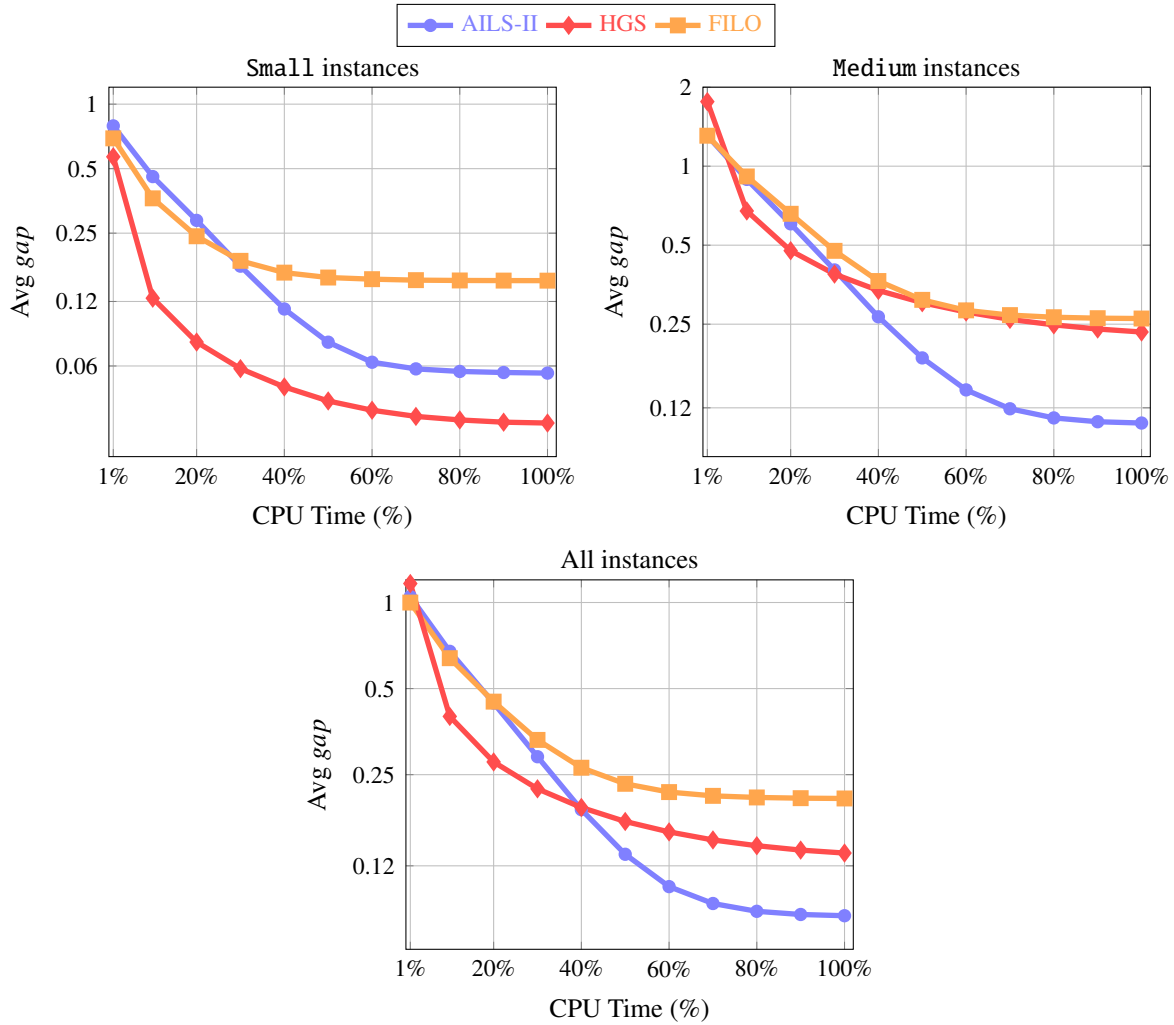 AILS-II HGS FILO
Small instances
1
0.5
0.25
0.12
0.06
Avg gap
1% 20% 40% 60% 80% 100%
CPU Time (%)
Medium instances
2
1
0.5
0.25
0.12
Avg gap
1% 20% 40% 60% 80% 100%
CPU Time (%)
All instances
1
0.5
0.25
0.12
Avg gap
1% 20% 40% 60% 80% 100%
CPU Time (%)